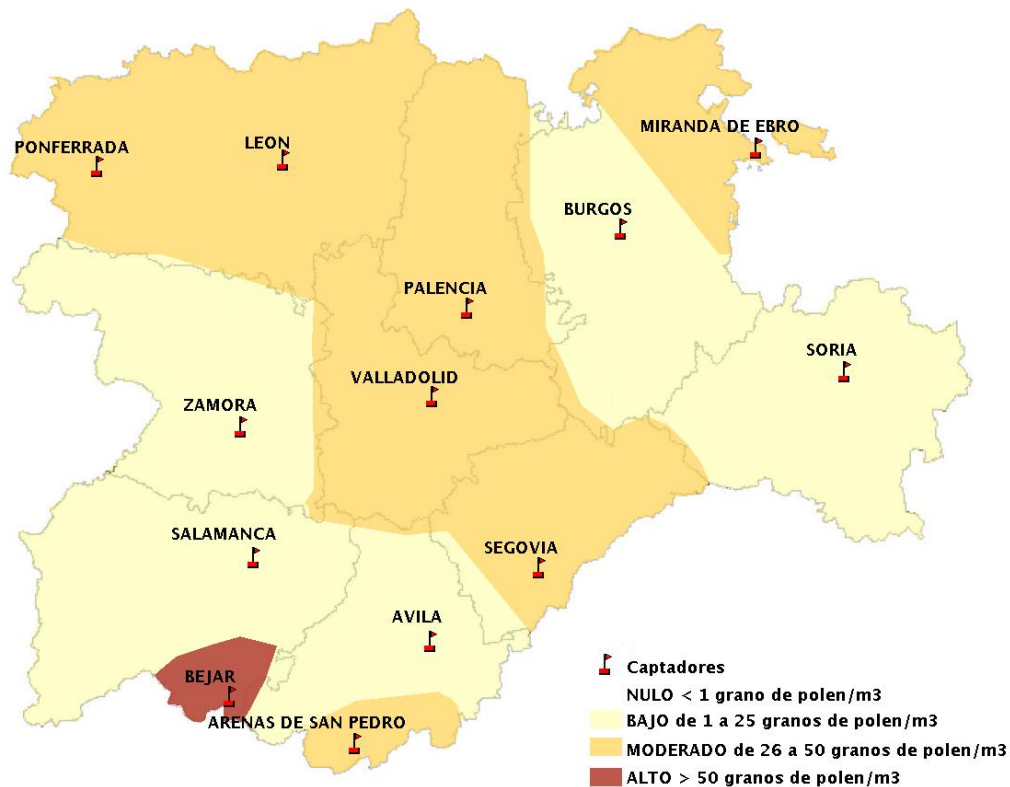 MIRANDA DE EBRO
PONFERRADA
LEON
BURGOS
PALENCIA
SORIA
VALLADOLID
ZAMORA
SALAMANCA
SEGOVIA
AVILA
BEJAR
ARENAS DE SAN PEDRO
Captadores
NULO < 1 grano de polen/m3
BAJO de 1 a 25 granos de polen/m3
MODERADO de 26 a 50 granos de polen/m3
ALTO > 50 granos de polen/m3